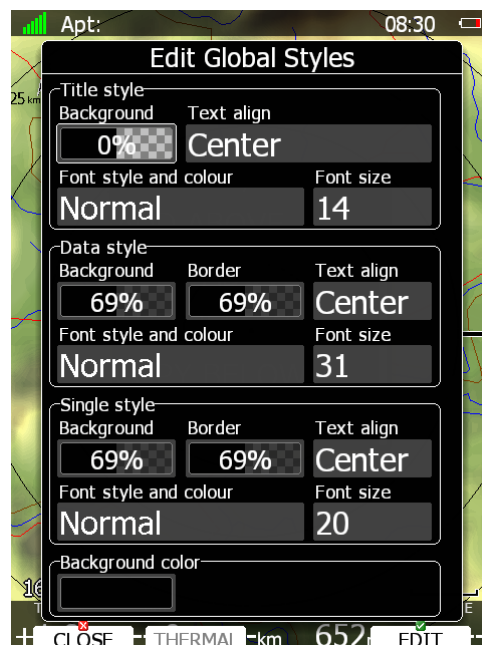 Apt: 08:30
Edit Global Styles
25 km
Title style
Background Text align
0% Center
Font style and colour Font size
Normal 14
Data style
Background Border Text align
69% 69% Center
Font style and colour Font size
Normal 31
Single style
Background Border Text align
69% 69% Center
Font style and colour Font size
Normal 20
Background color
16
T E
CLOSE THERMAL km 652 EDIT